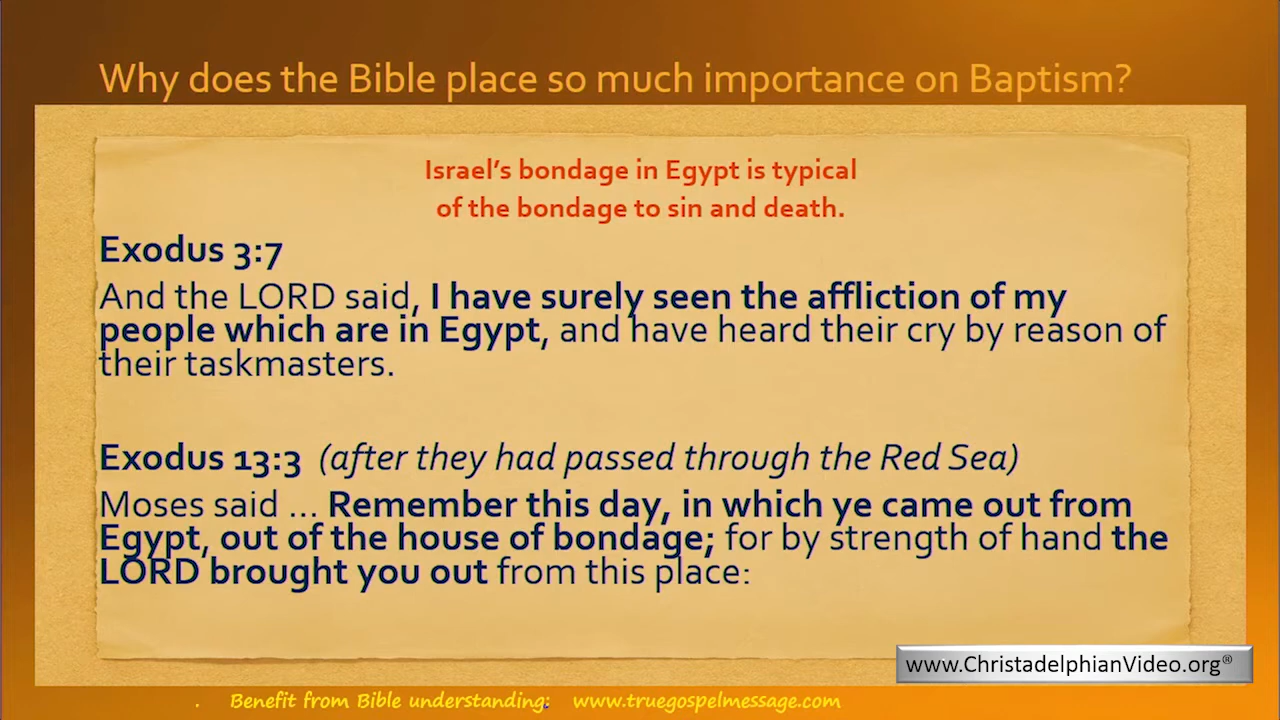 Why does the Bible place so much importance on Baptism?
Israel's bondage in Egypt is typical
of the bondage to sin and death.
Exodus 3:7
And the LORD said, I have surely seen the affliction of my
people which are in Egypt, and have heard their cry by reason of
their taskmasters.
Exodus 13:3 (after they had passed through the Red Sea)
Moses said ... Remember this day, in which ye came out from
Egypt, out of the house of bondage; for by strength of hand the
LORD brought you out from this place:
www.ChristadelphianVideo.org®
. Benefit from Bible understanding: www.truegospelmessage.com